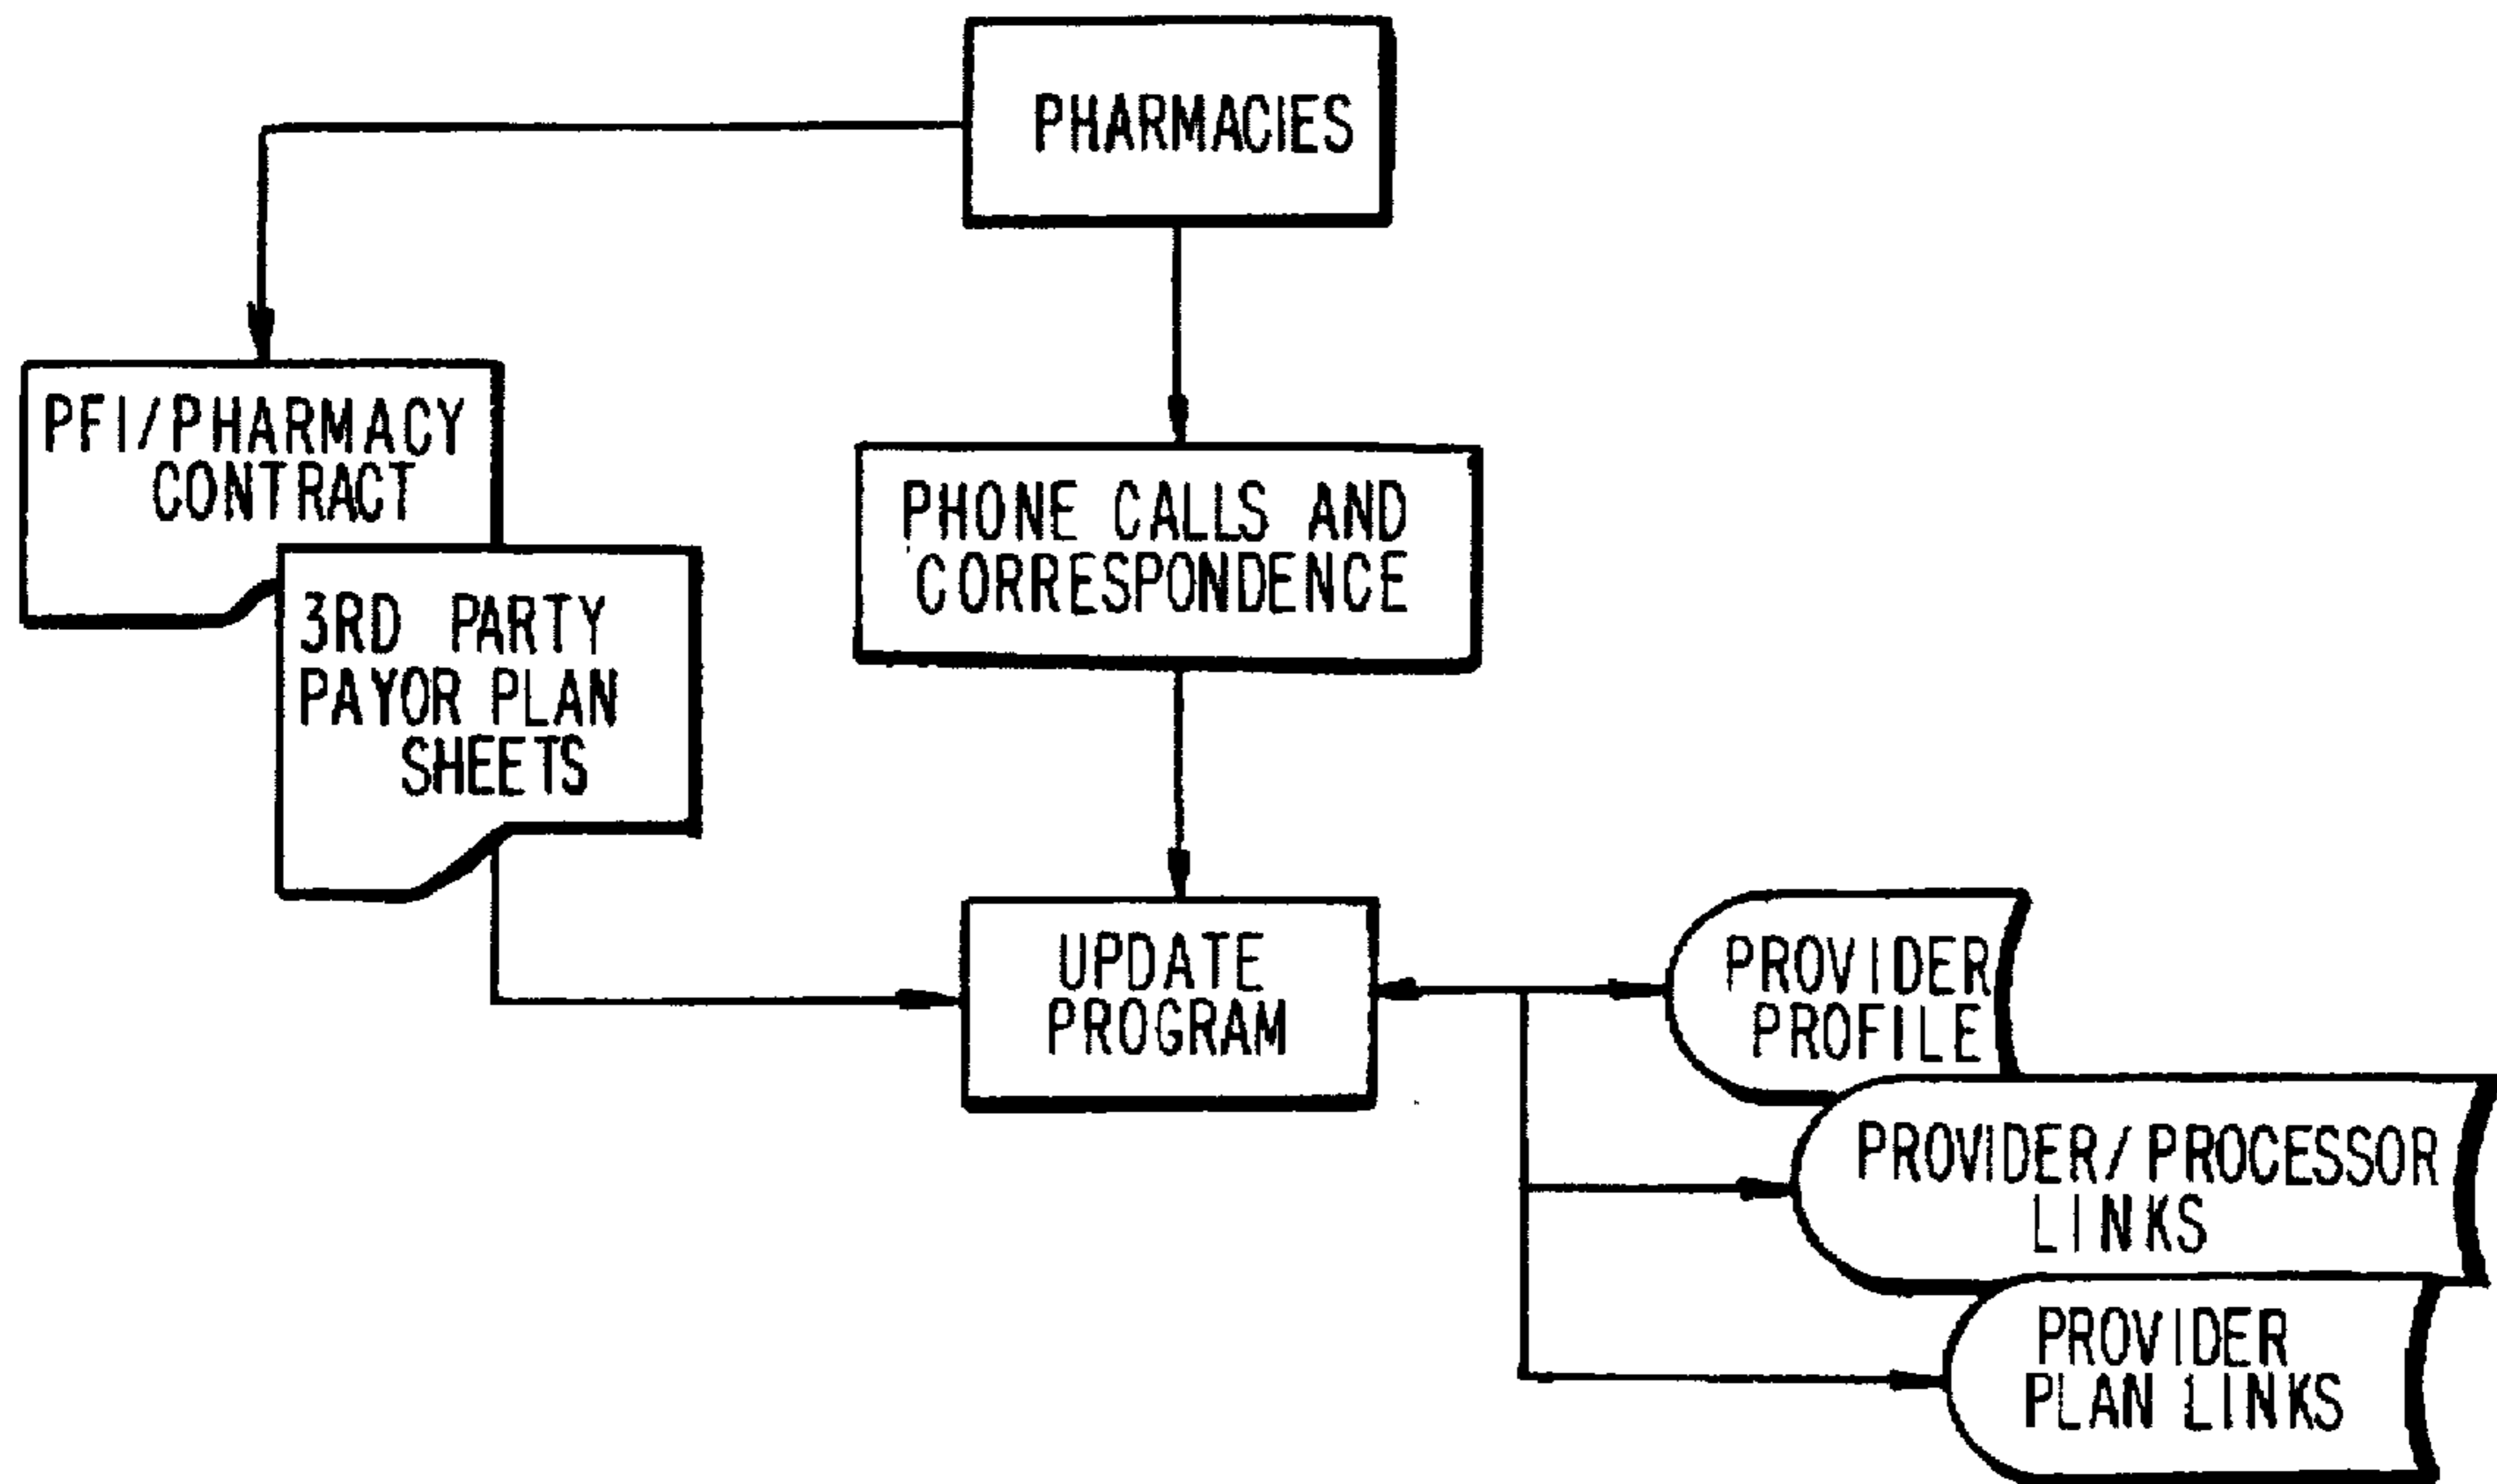 PHARMACIES
PFI/PHARMACY
CONTRACT
PHONE CALLS AND
CORRESPONDENCE
3RD PARTY
PAYOR PLAN
SHEETS
UPDATE
PROGRAM
PROVIDER
PROFILE
PROVIDER/PROCESSOR
LINKS
PROVIDER
PLAN LINKS